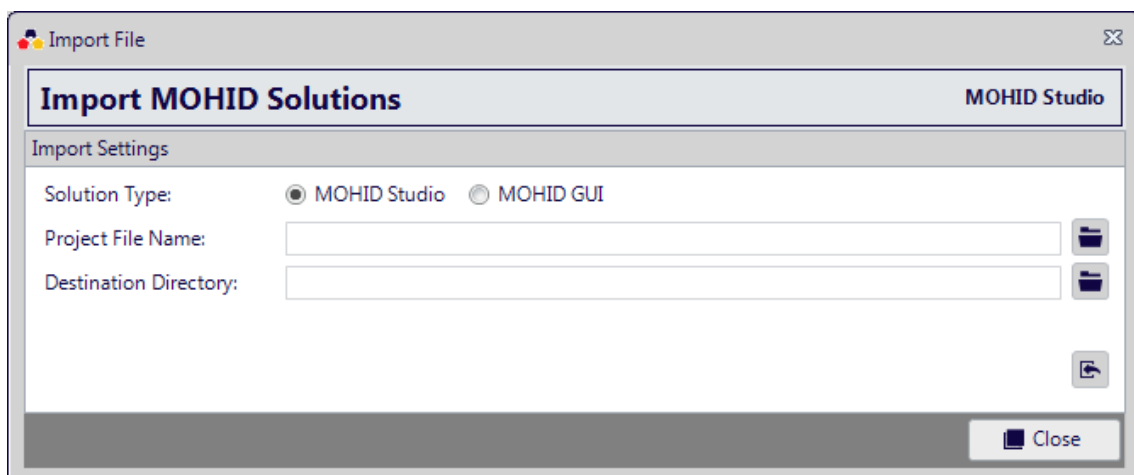 Import File
Import MOHID Solutions MOHID Studio
Import Settings
Solution Type: MOHID Studio MOHID GUI
Project File Name:
Destination Directory:
Close